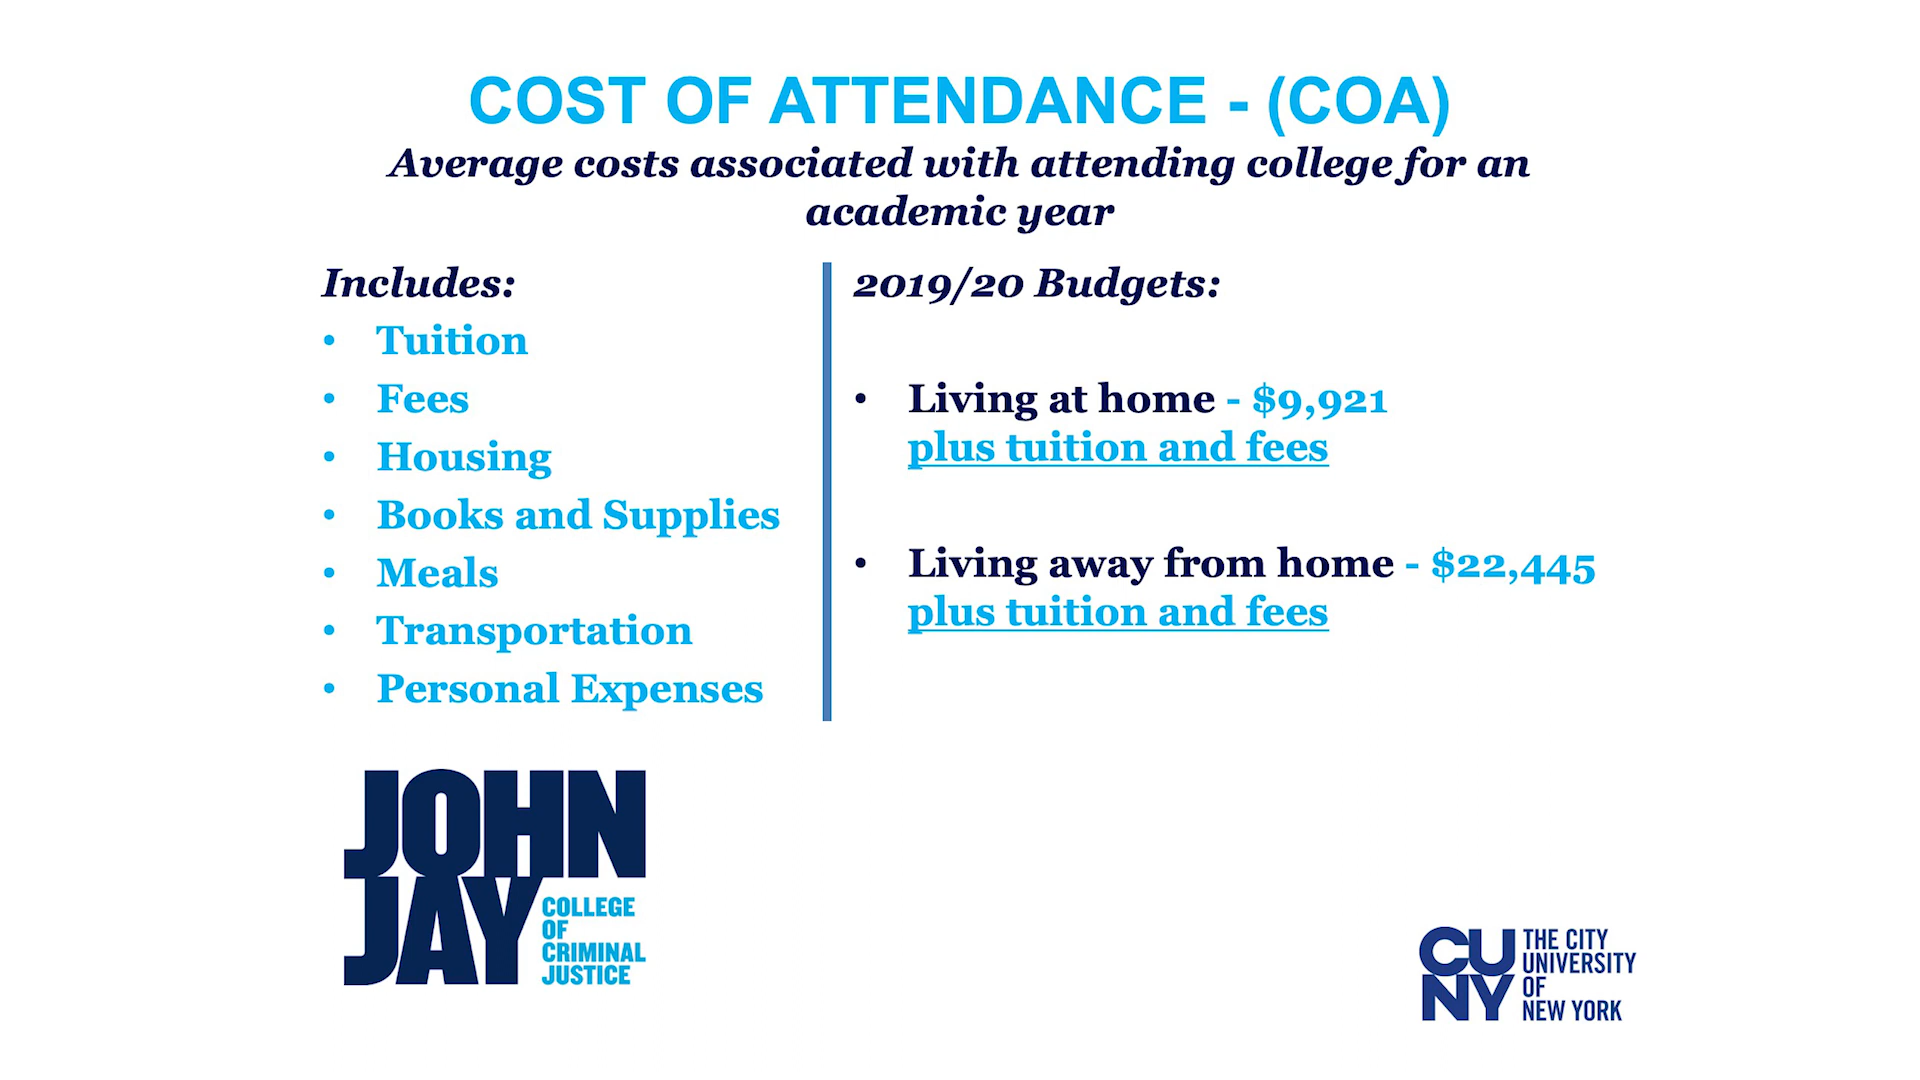 COST OF ATTENDANCE - (COA)
Average costs associated with attending college for an
academic year
Includes:
• Tuition
• Fees
• Housing
• Books and Supplies
• Meals
• Transportation
• Personal Expenses
2019/20 Budgets:
• Living at home - $9,921
plus tuition and fees
• Living away from home - $22,445
plus tuition and fees
JOHN
JAY
COLLEGE
OF
CRIMINAL
JUSTICE
CU
NY
THE CITY
UNIVERSITY
OF
NEW YORK